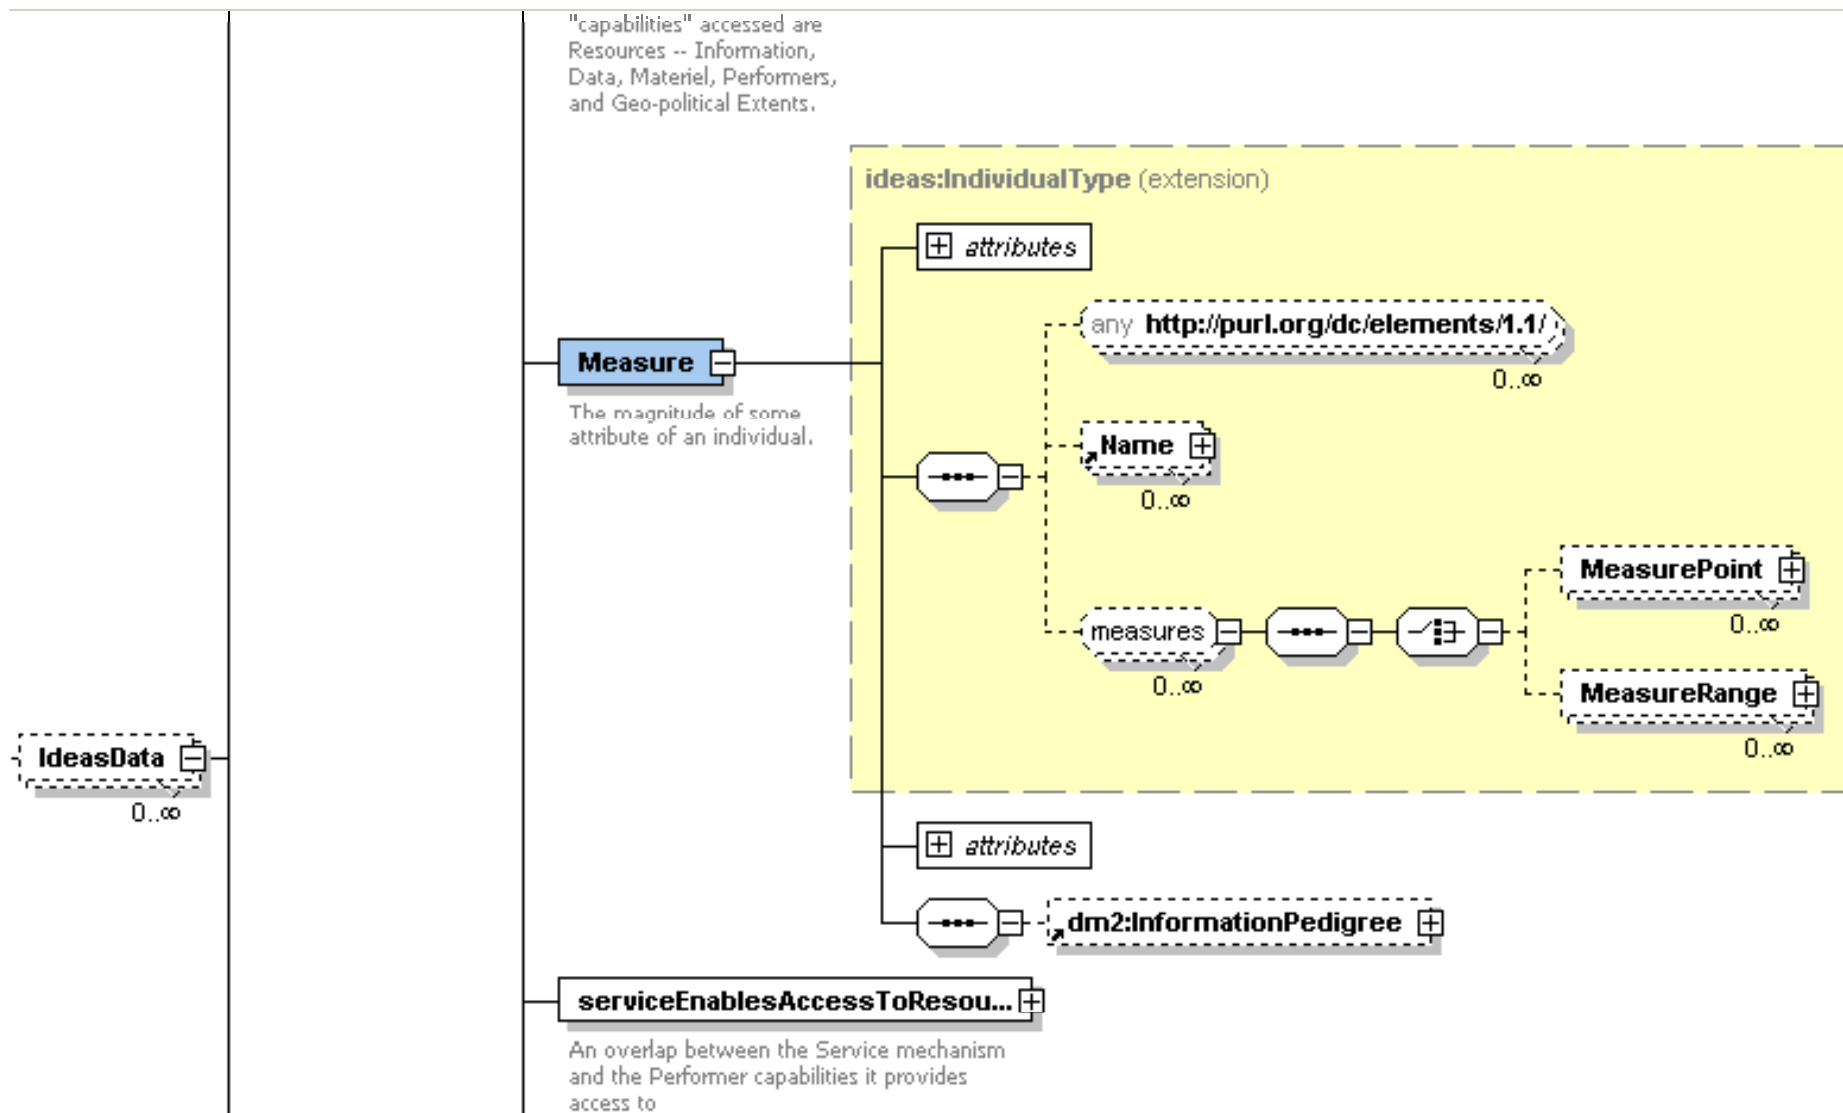 "capabilities" accessed are
Resources -- Information,
Data, Materiel, Performers,
and Geo-political Extents.
ideas:IndividualType (extension)
attributes
any http://purl.org/dc/elements/1.1/
0..∞
Measure
The magnitude of some
attribute of an individual.
Name
0..∞
MeasurePoint
0..∞
measures
0..∞
MeasureRange
0..∞
IdeasData
0..∞
attributes
dm2:InformationPedigree
serviceEnablesAccessToResou...
An overlap between the Service mechanism
and the Performer capabilities it provides
access to